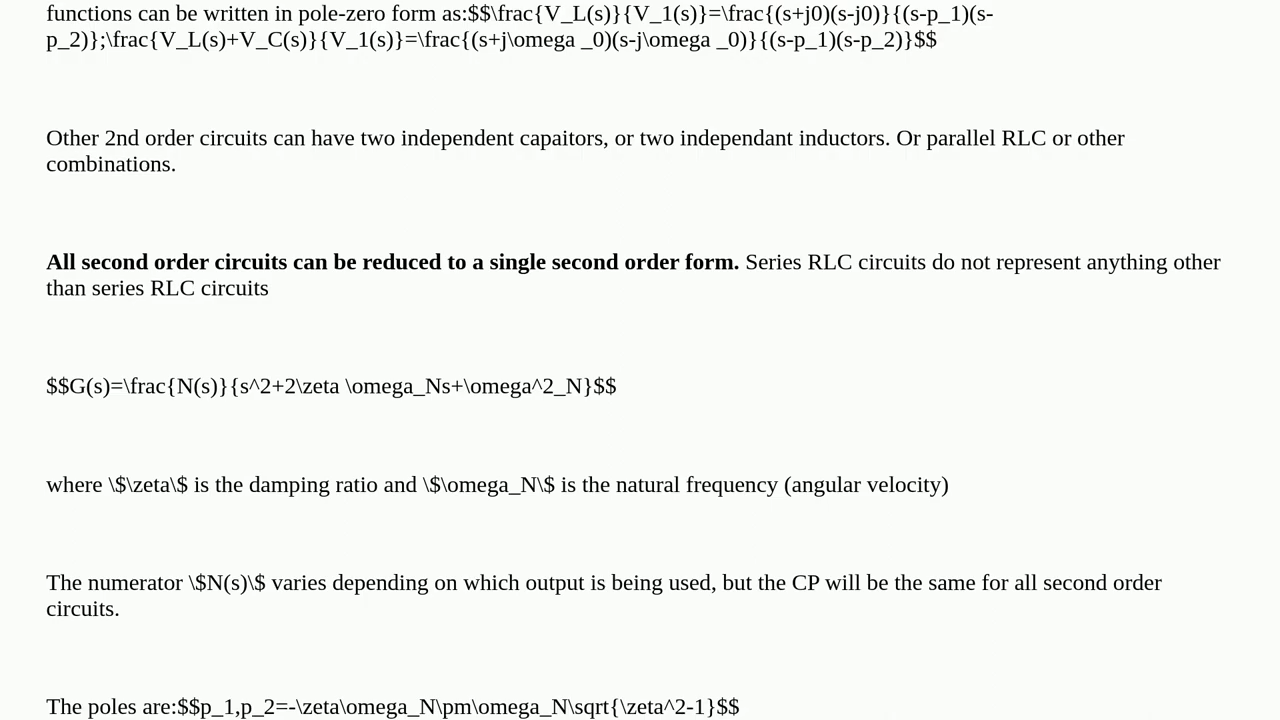 functions can be written in pole-zero form as:$$\frac{V_L(s)}{V_1(s)}=\frac{(s+j0)(s-j0)}{(s-p_1)(s-
p_2)};\frac{V_L(s)+V_C(s)}{V_1(s)}=\frac{(s+j\omega _0)(s-j\omega _0)}{(s-p_1)(s-p_2)}$$
Other 2nd order circuits can have two independent capaitors, or two independant inductors. Or parallel RLC or other
combinations.
All second order circuits can be reduced to a single second order form. Series RLC circuits do not represent anything other
than series RLC circuits
$$G(s)=\frac{N(s)}{s^2+2\zeta \omega_Ns+\omega^2_N}$$
where \$\zeta\$ is the damping ratio and \$\omega_N\$ is the natural frequency (angular velocity)
The numerator \$N(s)\$ varies depending on which output is being used, but the CP will be the same for all second order
circuits.
The poles are:$$p_1,p_2=-\zeta\omega_N\pm\omega_N\sqrt{\zeta^2-1}$$